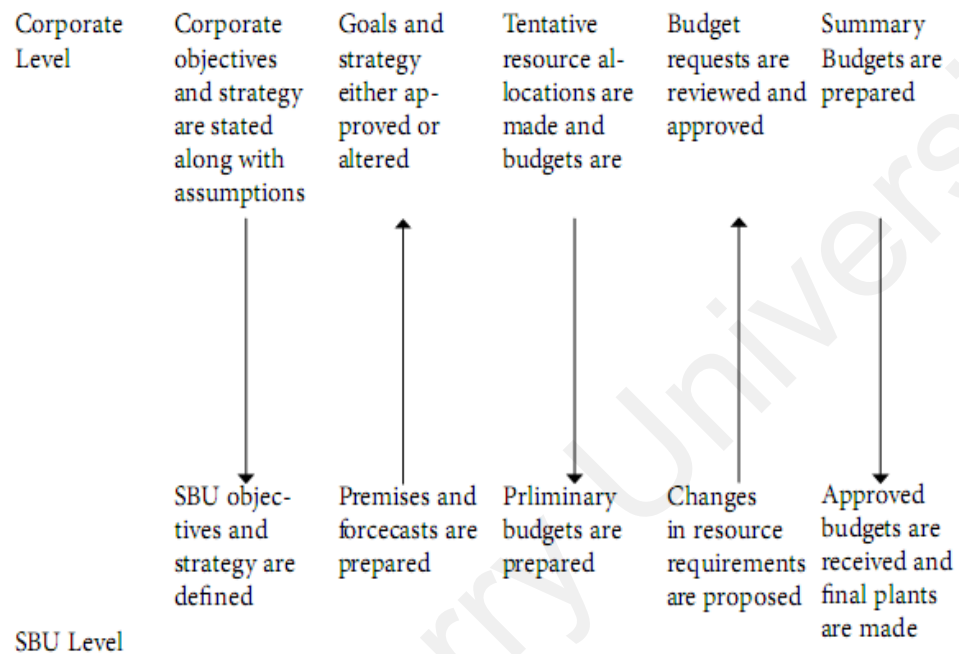 Corporate
Level
Corporate
objectives
and strategy
are stated
along with
assumptions
Goals and
strategy
either ap-
proved or
altered
Tentative
resource al-
locations are
made and
budgets are
Budget
requests are
reviewed and
approved
Summary
Budgets are
prepared
SBU objec-
tives and
strategy are
defined
Premises and
forcecasts are
prepared
Prliminary
budgets are
prepared
Changes
in resource
requirements
are proposed
Approved
budgets are
received and
final plants
are made
SBU Level
rry Universi